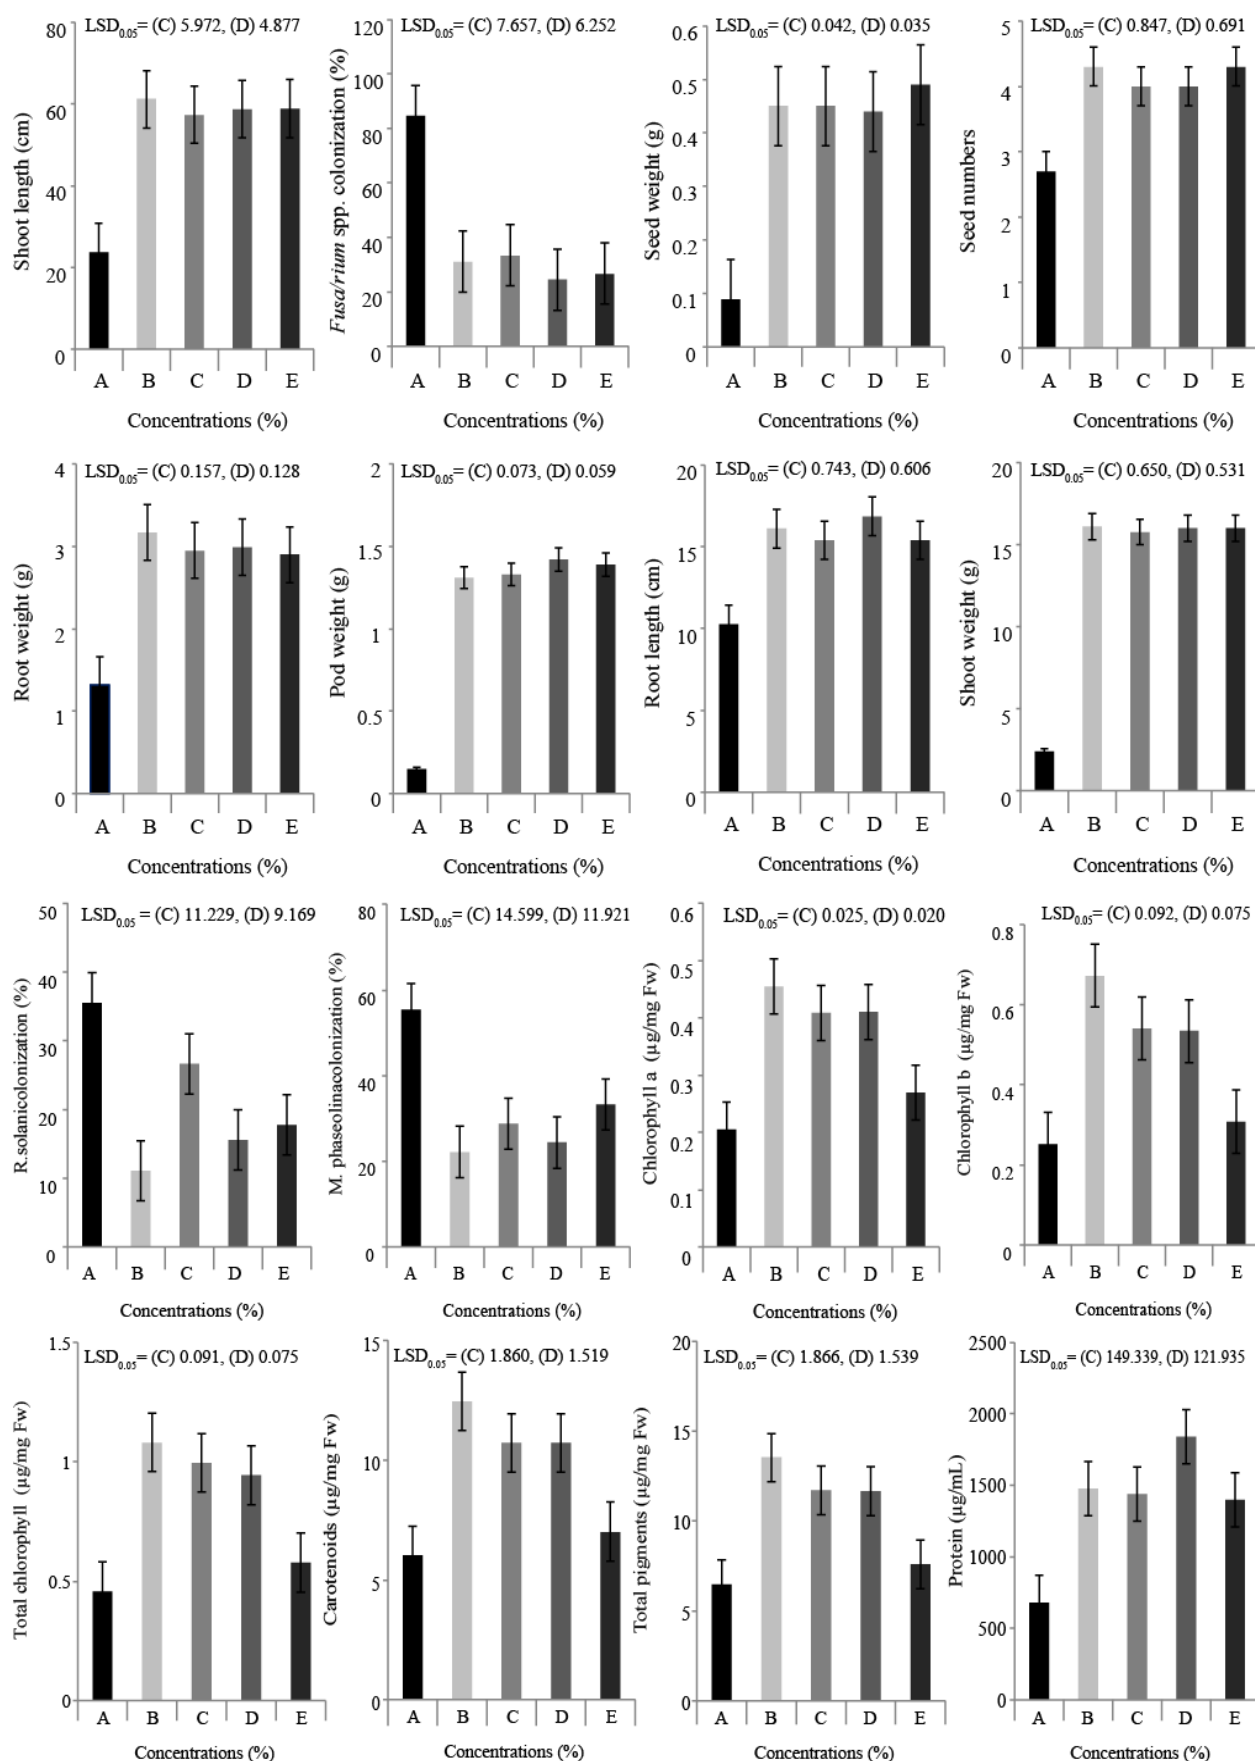 LSD0.05= (C) 5.972, (D) 4.877
Shoot length (cm)
80
60
40
20
0
A B C D E
Concentrations (%)
LSD0.05= (C) 7.657, (D) 6.252
Fusa/rium spp. colonization (%)
120
100
80
60
40
20
0
A B C D E
Concentrations (%)
LSD0.05= (C) 0.042, (D) 0.035
Seed weight (g)
0.6
0.5
0.4
0.3
0.2
0.1
0
A B C D E
Concentrations (%)
LSD0.05= (C) 0.847, (D) 0.691
Seed numbers
5
4
3
2
1
0
A B C D E
Concentrations (%)
LSD0.05= (C) 0.157, (D) 0.128
Root weight (g)
4
3
2
1
0
A B C D E
Concentrations (%)
LSD0.05= (C) 0.073, (D) 0.059
Pod weight (g)
2
1.5
1
0.5
0
A B C D E
Concentrations (%)
LSD0.05= (C) 0.743, (D) 0.606
Root length (cm)
20
15
10
5
0
A B C D E
Concentrations (%)
LSD0.05= (C) 0.650, (D) 0.531
Shoot weight (g)
20
15
10
5
0
A B C D E
Concentrations (%)
LSD0.05 = (C) 11.229, (D) 9.169
R.solanicolonization (%)
50
40
30
20
10
0
A B C D E
Concentrations (%)
LSD0.05 = (C) 14.599, (D) 11.921
M. phaseolinacolonization (%)
80
60
40
20
0
A B C D E
Concentrations (%)
LSD0.05= (C) 0.025, (D) 0.020
Chlorophyll a (µg/mg Fw)
0.6
0.5
0.4
0.3
0.2
0.1
0
A B C D E
Concentrations (%)
LSD0.05= (C) 0.092, (D) 0.075
Chlorophyll b (µg/mg Fw)
0.8
0.6
0.4
0.2
0
A B C D E
Concentrations (%)
LSD0.05= (C) 0.091, (D) 0.075
Total chlorophyll (µg/mg Fw)
1.5
1
0.5
0
A B C D E
Concentrations (%)
LSD0.05= (C) 1.860, (D) 1.519
Carotenoids (µg/mg Fw)
15
10
5
0
A B C D E
Concentrations (%)
LSD0.05= (C) 1.866, (D) 1.539
Total pigments (µg/mg Fw)
20
15
10
5
0
A B C D E
Concentrations (%)
LSD0.05= (C) 149.339, (D) 121.935
Protein (µg/mL)
2500
2000
1500
1000
500
0
A B C D E
Concentrations (%)